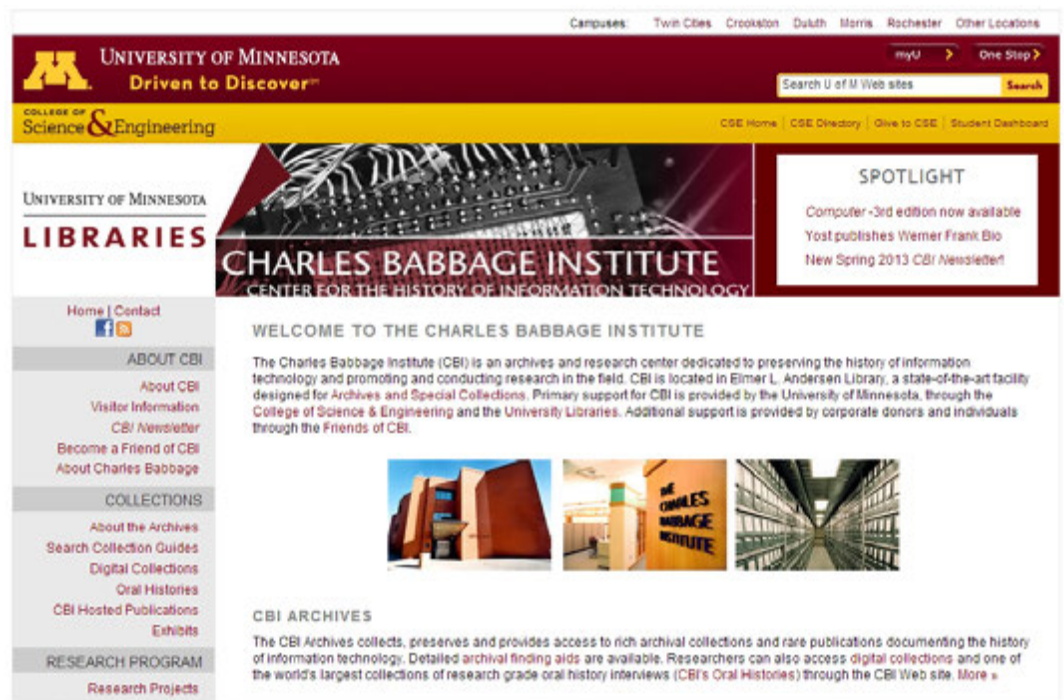 Campuses: Twin Cities Crookston Duluth Morris Rochester Other Locations
UNIVERSITY OF MINNESOTA
Driven to Discover
myU One Stop
Search U of M Web sites Search
COLLEGE OF
Science & Engineering
CSE Home | CSE Directory | Give to CSE | Student Dashboard
UNIVERSITY OF MINNESOTA
LIBRARIES
CHARLES BABBAGE INSTITUTE
CENTER FOR THE HISTORY OF INFORMATION TECHNOLOGY
SPOTLIGHT
Computer -3rd edition now available
Yost publishes Werner Frank Bio
New Spring 2013 CBI Newsletter!
Home | Contact
ABOUT CBI
About CBI
Visitor Information
CBI Newsletter
Become a Friend of CBI
About Charles Babbage
COLLECTIONS
About the Archives
Search Collection Guides
Digital Collections
Oral Histories
CBI Hosted Publications
Exhibits
RESEARCH PROGRAM
Research Projects
WELCOME TO THE CHARLES BABBAGE INSTITUTE
The Charles Babbage Institute (CBI) is an archives and research center dedicated to preserving the history of information
technology and promoting and conducting research in the field. CBI is located in Elmer L. Andersen Library, a state-of-the-art facility
designed for Archives and Special Collections. Primary support for CBI is provided by the University of Minnesota, through the
College of Science & Engineering and the University Libraries. Additional support is provided by corporate donors and individuals
through the Friends of CBI.
THE
CHARLES
BABBAGE
INSTITUTE
CBI ARCHIVES
The CBI Archives collects, preserves and provides access to rich archival collections and rare publications documenting the history
of information technology. Detailed archival finding aids are available. Researchers can also access digital collections and one of
the world's largest collections of research grade oral history interviews (CBI's Oral Histories) through the CBI Web site. More »